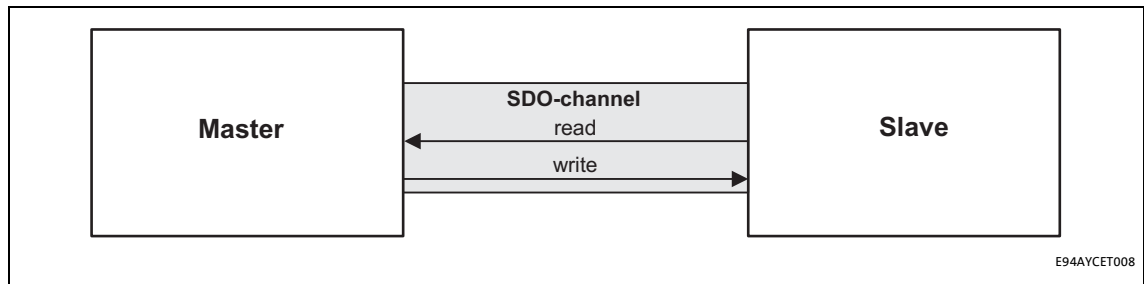 Master
SDO-channel
read
write
Slave
E94AYCET008